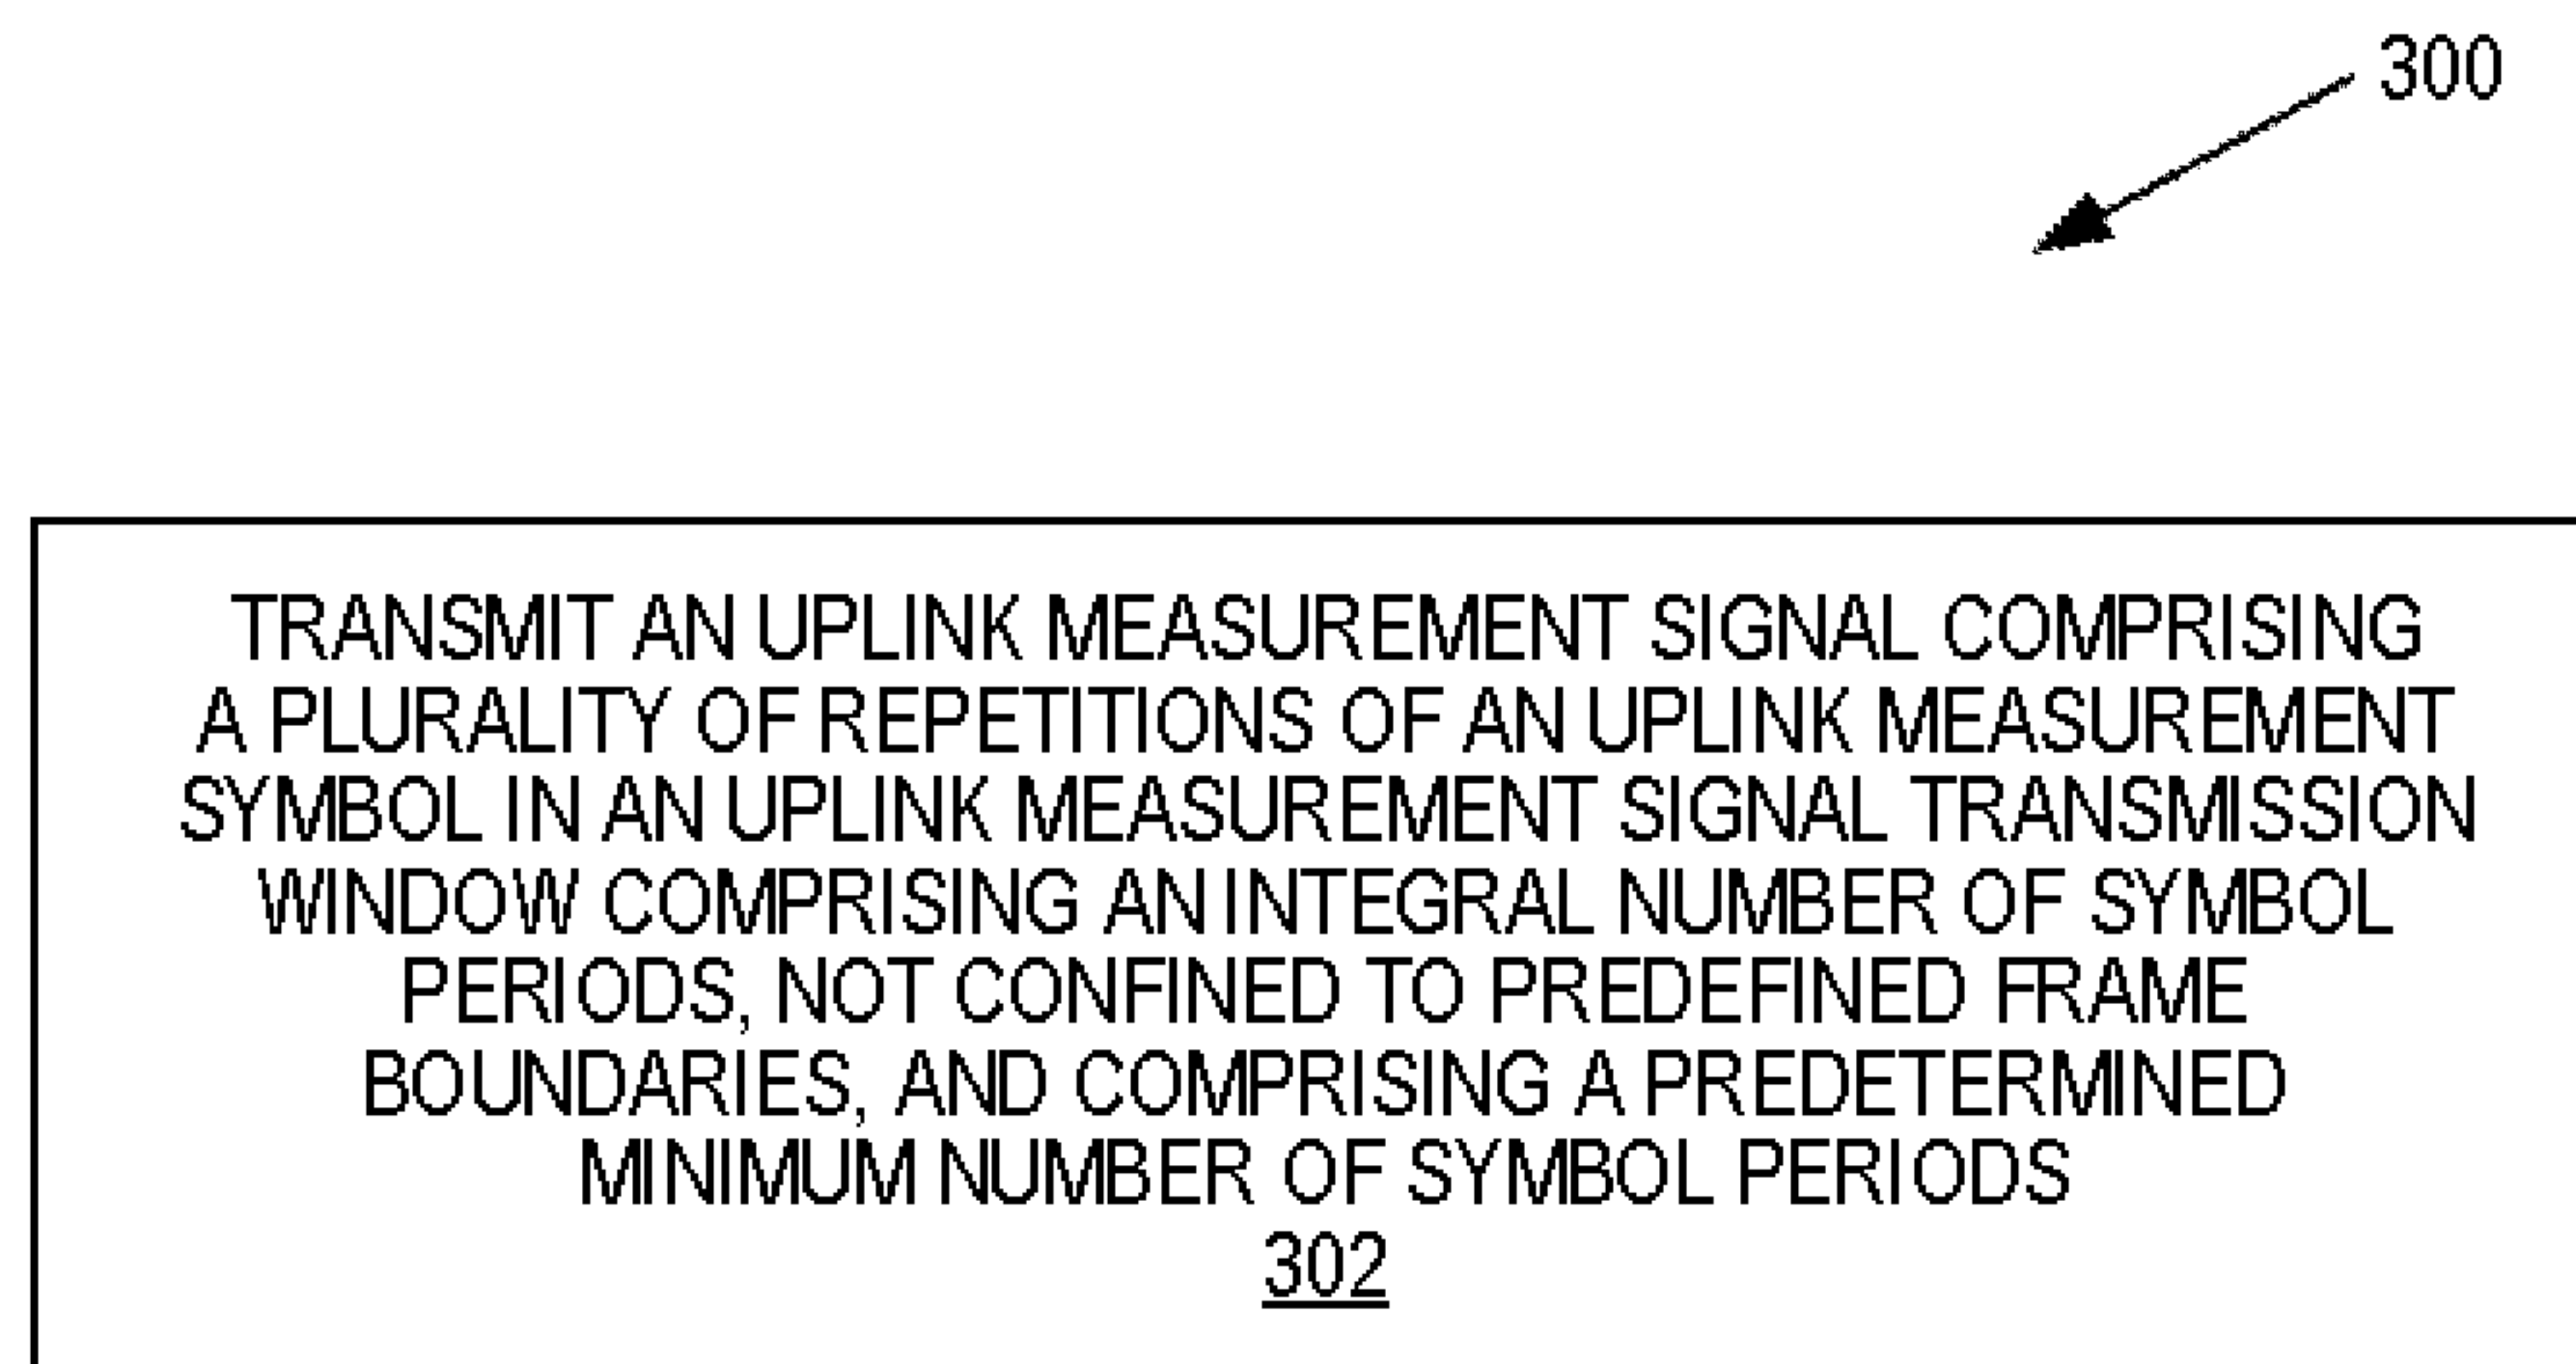 300
TRANSMIT AN UPLINK MEASUREMENT SIGNAL COMPRISING
A PLURALITY OF REPETITIONS OF AN UPLINK MEASUREMENT
SYMBOL IN AN UPLINK MEASUREMENT SIGNAL TRANSMISSION
WINDOW COMPRISING AN INTEGRAL NUMBER OF SYMBOL
PERIODS, NOT CONFINED TO PREDEFINED FRAME
BOUNDARIES, AND COMPRISING A PREDETERMINED
MINIMUM NUMBER OF SYMBOL PERIODS
302